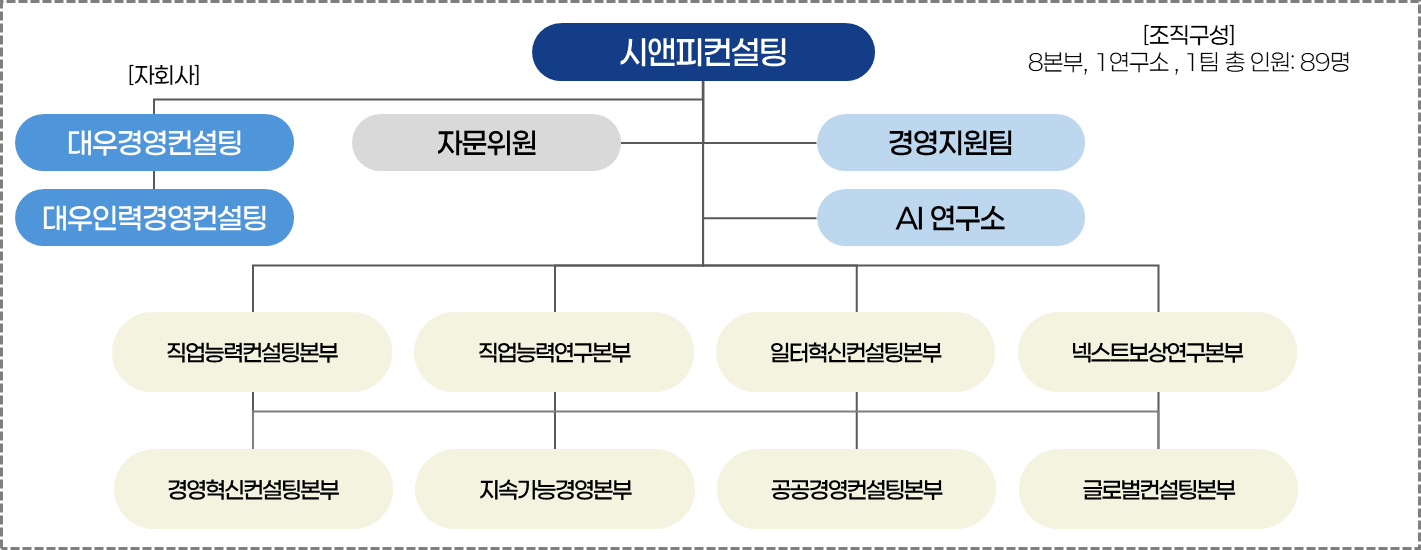 시앤피컨설팅
[조직구성]
8본부, 1연구소 , 1팀 총 인원: 89명
[자회사]
대우경영컨설팅
자문위원
경영지원팀
대우인력경영컨설팅
AI 연구소
직업능력컨설팅본부
직업능력연구본부
일터혁신컨설팅본부
넥스트보상연구본부
경영혁신컨설팅본부
지속가능경영본부
공공경영컨설팅본부
글로벌컨설팅본부